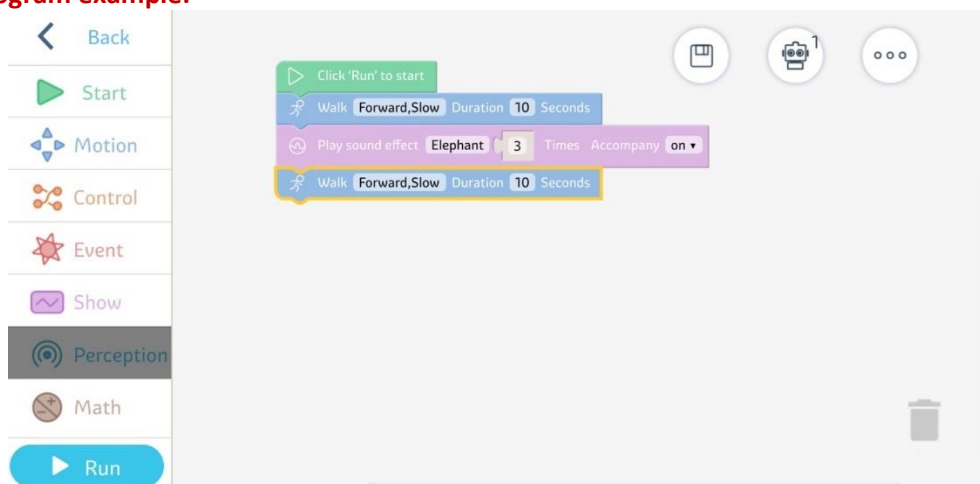 ogram example:
Back
Start
Motion
Control
Event
Show
Perception
Math
Run
Click 'Run' to start
Walk Forward,Slow Duration 10 Seconds
Play sound effect Elephant 3 Times Accompany on ▾
Walk Forward,Slow Duration 10 Seconds
1